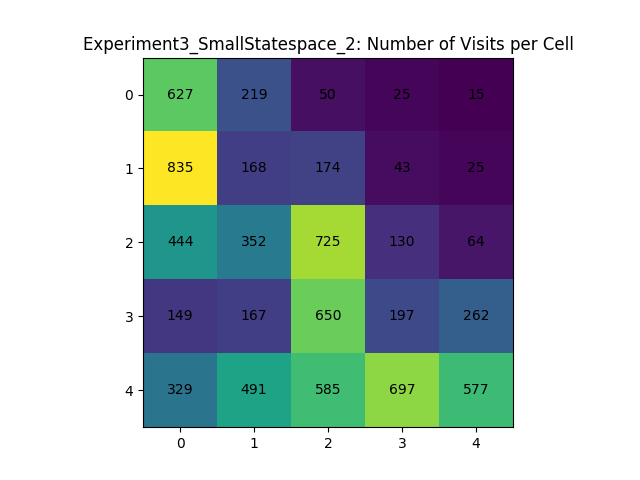 Experiment3_SmallStatespace_2: Number of Visits per Cell
0 627 219 50 25 15
1 835 168 174 43 25
2 444 352 725 130 64
3 149 167 650 197 262
4 329 491 585 697 577
0 1 2 3 4